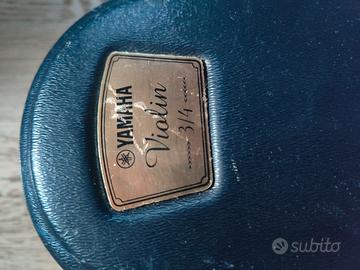 YAMAHA
Violin
3/4
subito